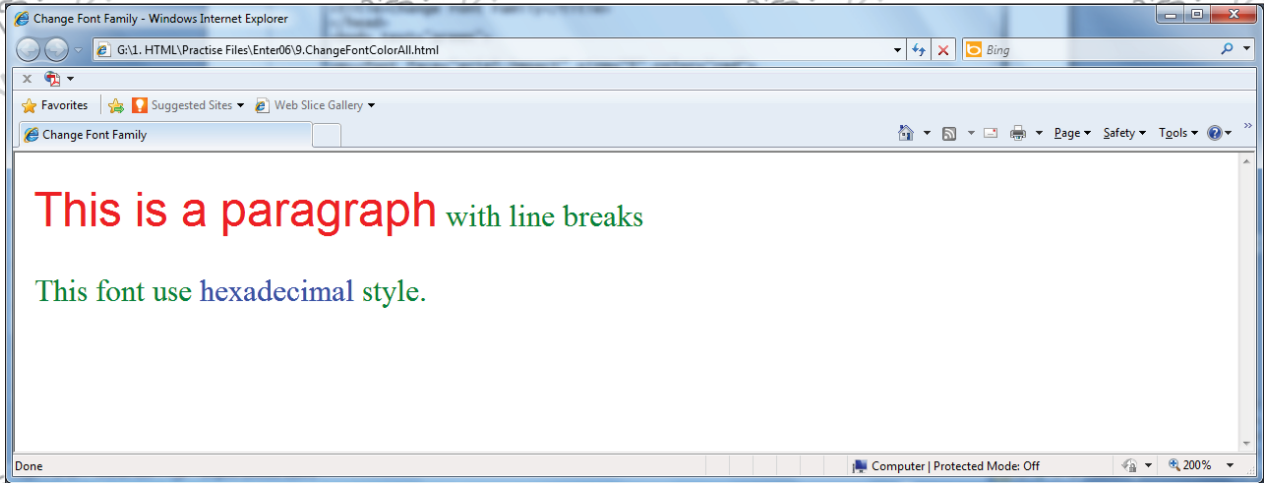 Change Font Family - Windows Internet Explorer
G:\1. HTML\Practise Files\Enter06\9.ChangeFontColorAll.html
Bing
x
Favorites Suggested Sites Web Slice Gallery
Change Font Family
Page Safety Tools »
This is a paragraph with line breaks
This font use hexadecimal style.
Done
Computer | Protected Mode: Off
200%